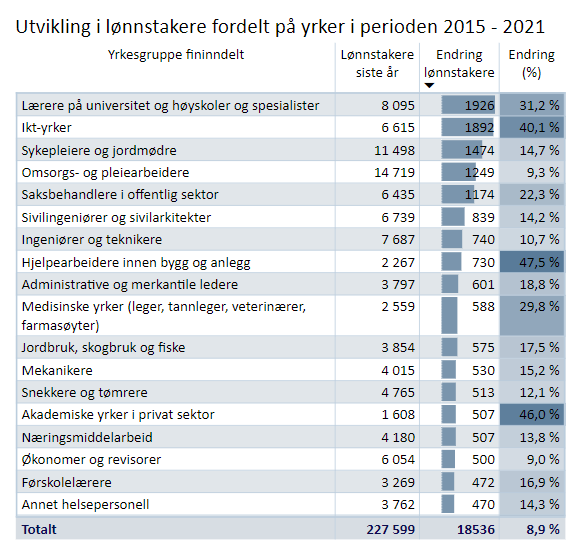 Utvikling i lønnstakere fordelt på yrker i perioden 2015 - 2021
Yrkesgruppe fininndelt Lønnstakere siste år Endring lønnstakere Endring (%)
Lærere på universitet og høyskoler og spesialister 8 095 1926 31,2 %
Ikt-yrker 6 615 1892 40,1 %
Sykepleiere og jordmødre 11 498 1474 14,7 %
Omsorgs- og pleiearbeidere 14 719 1249 9,3 %
Saksbehandlere i offentlig sektor 6 435 1174 22,3 %
Sivilingeniører og sivilarkitekter 6 739 839 14,2 %
Ingeniører og teknikere 7 687 740 10,7 %
Hjelpearbeidere innen bygg og anlegg 2 267 730 47,5 %
Administrative og merkantile ledere 3 797 601 18,8 %
Medisinske yrker (leger, tannleger, veterinærer, 2 559 588 29,8 %
farmasøyter)
Jordbruk, skogbruk og fiske 3 854 575 17,5 %
Mekanikere 4 015 530 15,2 %
Snekkere og tømrere 4 765 513 12,1 %
Akademiske yrker i privat sektor 1 608 507 46,0 %
Næringsmiddelarbeid 4 180 507 13,8 %
Økonomer og revisorer 6 054 500 9,0 %
Førskolelærere 3 269 472 16,9 %
Annet helsepersonell 3 762 470 14,3 %
Totalt 227 599 18536 8,9 %